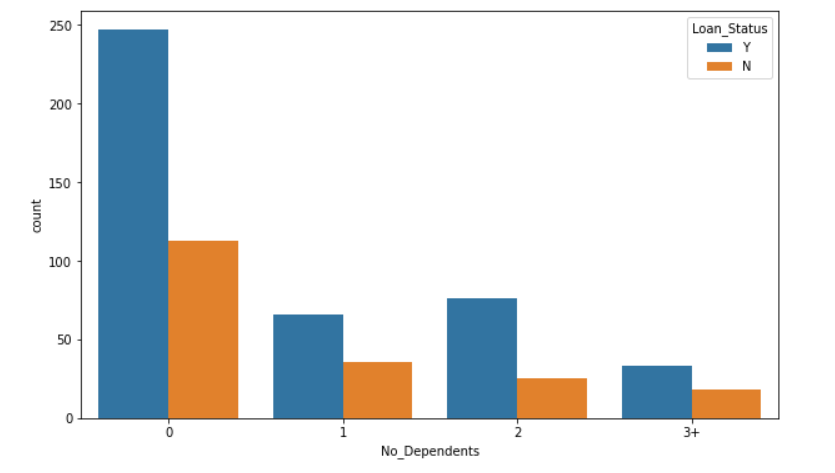 250
200
150
100
50
0
count
0 1 2 3+
No_Dependents
Loan_Status
Y
N